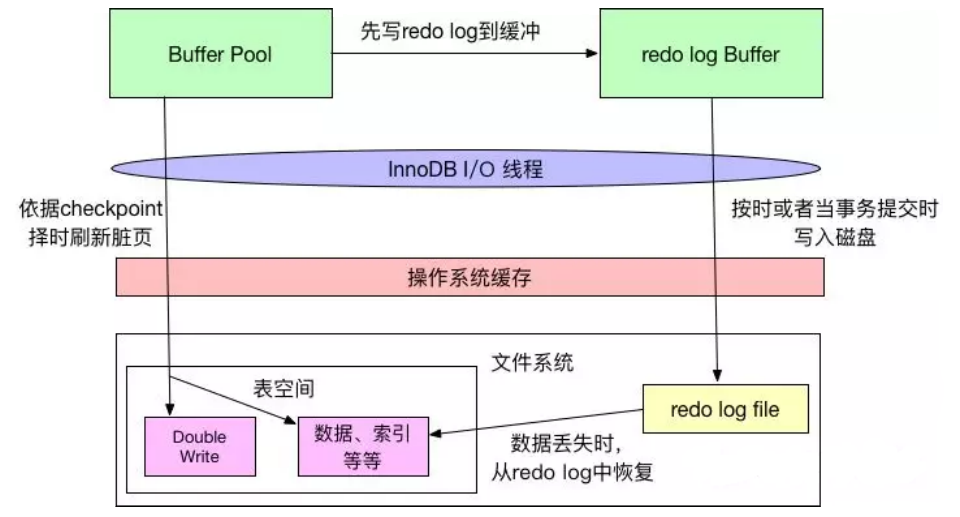 Buffer Pool
先写redo log到缓冲
redo log Buffer
InnoDB I/O 线程
依据checkpoint
择时刷新脏页
按时或者当事务提交时
写入磁盘
操作系统缓存
文件系统
表空间
Double
Write
数据、索引
等等
redo log file
数据丢失时，
从redo log中恢复